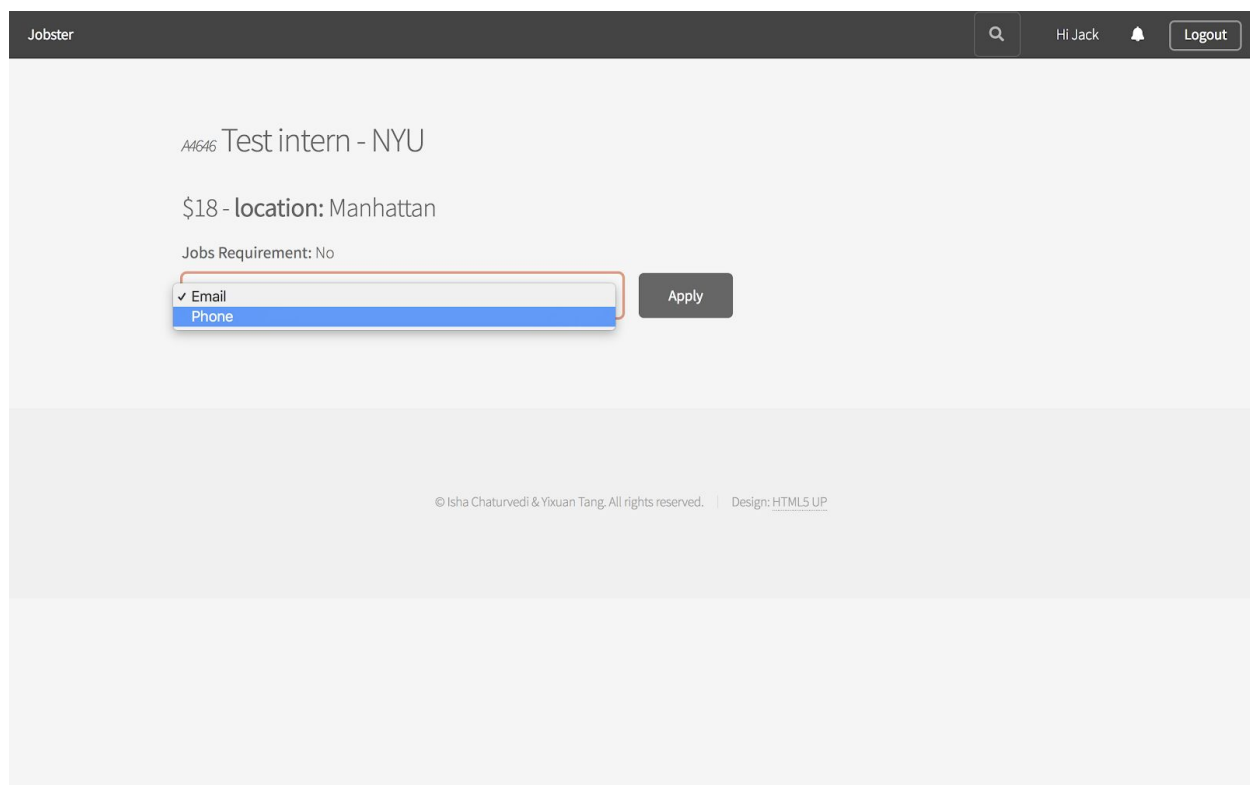 Jobster Hi Jack Logout
A4646 Test intern - NYU
$18 - location: Manhattan
Jobs Requirement: No
✓ Email
Phone
Apply
© Isha Chaturvedi & Yixuan Tang. All rights reserved. Design: HTML5 UP